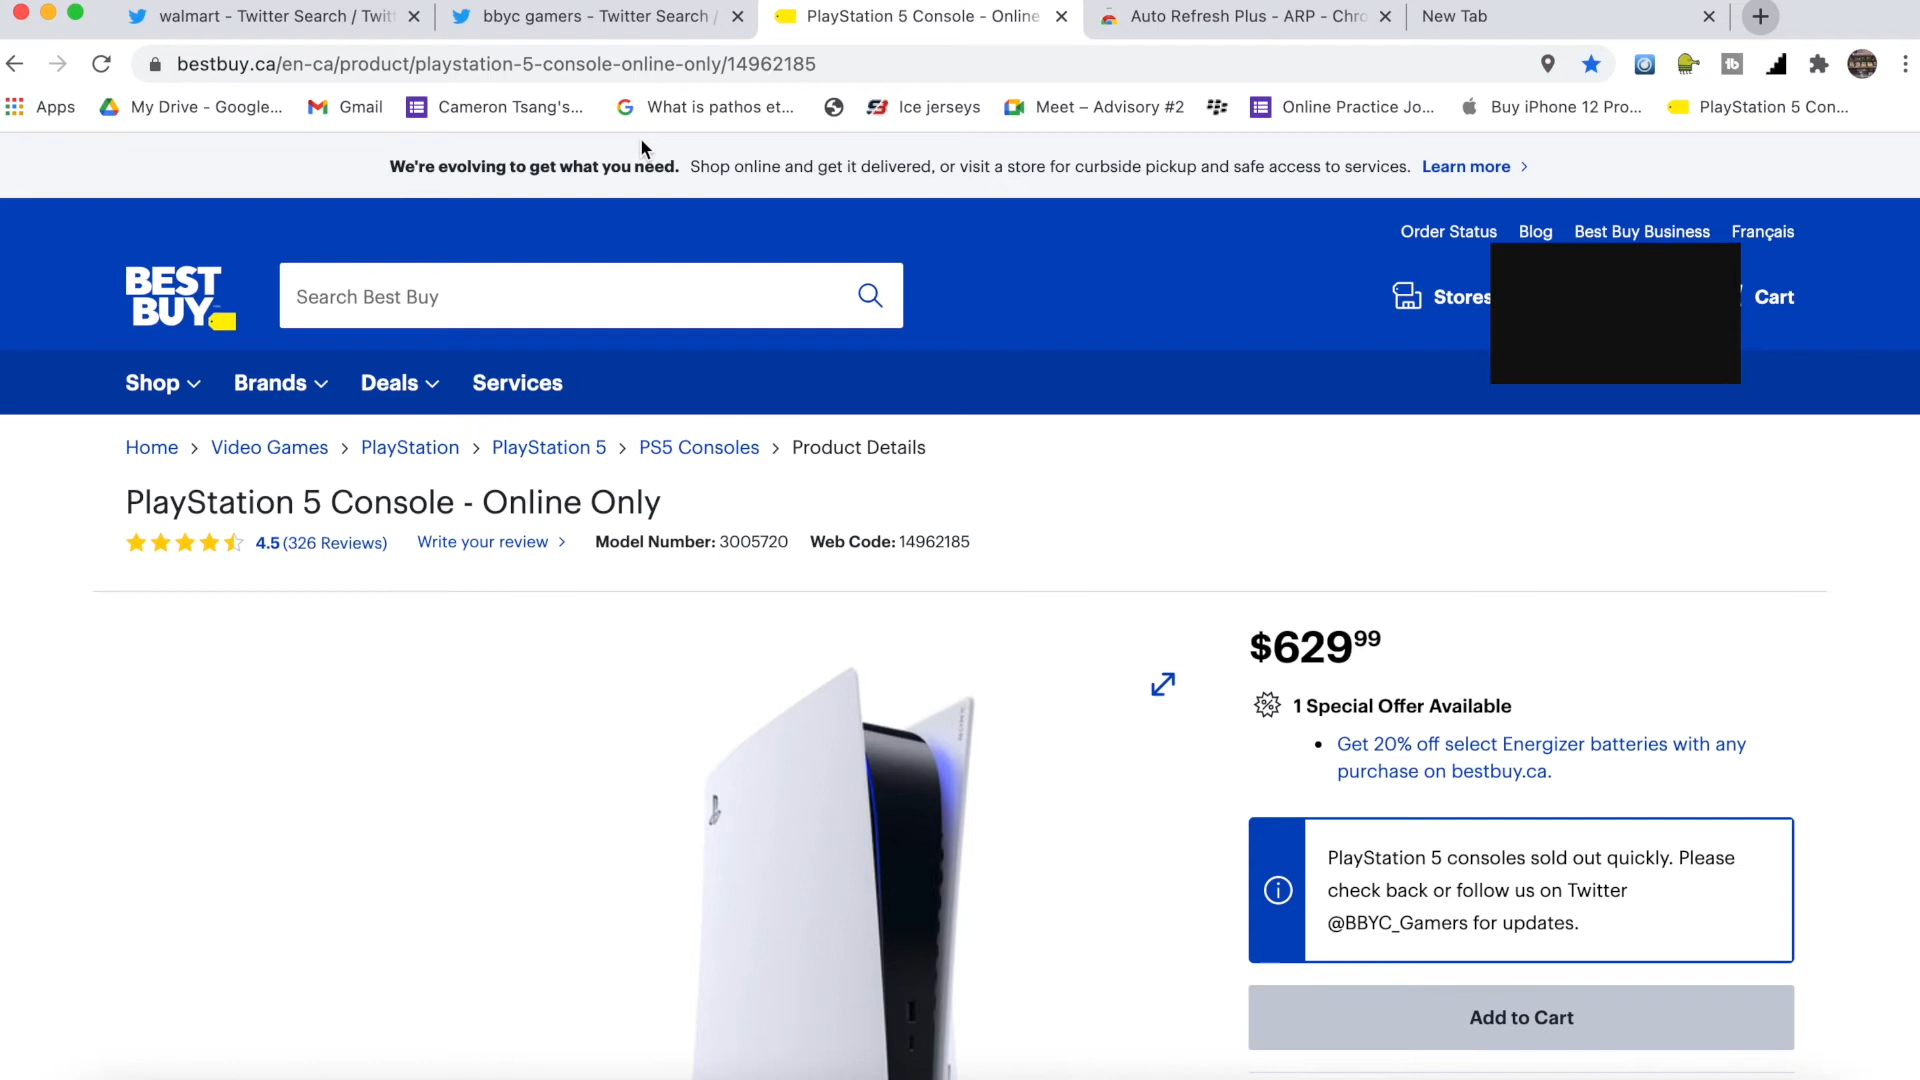 walmart - Twitter Search / Twit
bbyc gamers - Twitter Search /
PlayStation 5 Console - Online
Auto Refresh Plus - ARP - Chro
New Tab
bestbuy.ca/en-ca/product/playstation-5-console-online-only/14962185
Apps My Drive - Google... Gmail Cameron Tsang's... What is pathos et... Ice jerseys Meet – Advisory #2 Online Practice Jo... Buy iPhone 12 Pro... PlayStation 5 Con...
We're evolving to get what you need. Shop online and get it delivered, or visit a store for curbside pickup and safe access to services. Learn more
Order Status Blog Best Buy Business Français
BEST
BUY
Search Best Buy
Stores
Cart
Shop Brands Deals Services
Home > Video Games > PlayStation > PlayStation 5 > PS5 Consoles > Product Details
PlayStation 5 Console - Online Only
4.5 (326 Reviews) Write your review Model Number: 3005720 Web Code: 14962185
$629.99
1 Special Offer Available
• Get 20% off select Energizer batteries with any
purchase on bestbuy.ca.
PlayStation 5 consoles sold out quickly. Please
check back or follow us on Twitter
@BBYC_Gamers for updates.
Add to Cart